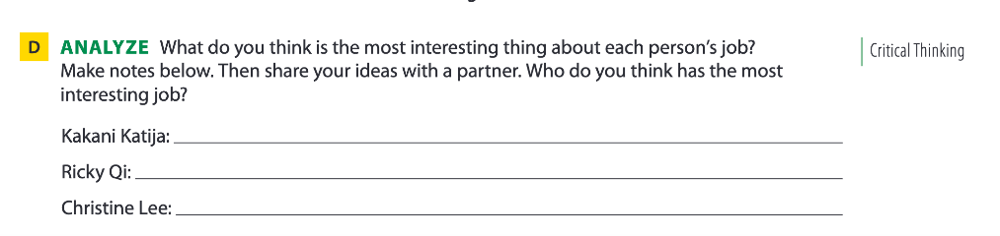 D ANALYZE What do you think is the most interesting thing about each person's job?
Critical Thinking
Make notes below. Then share your ideas with a partner. Who do you think has the most
interesting job?
Kakani Katija:
Ricky Qi:
Christine Lee: